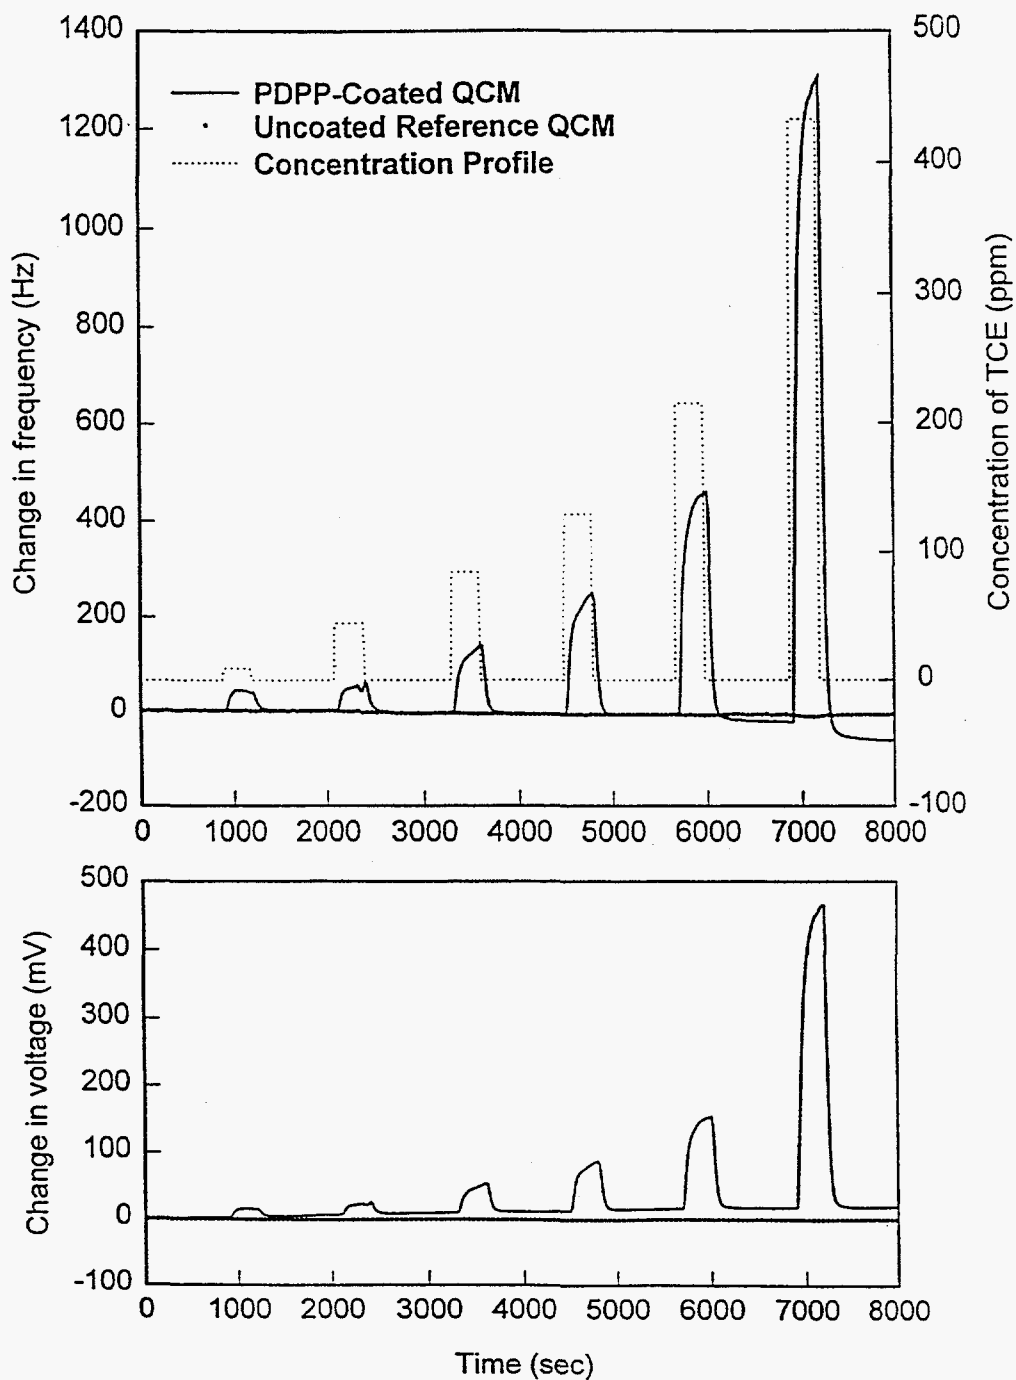 1400
1200
1000
800
600
400
200
0
-200
Change in frequency (Hz)
PDPP-Coated QCM
Uncoated Reference QCM
Concentration Profile
500
400
300
200
100
0
-100
Concentration of TCE (ppm)
0 1000 2000 3000 4000 5000 6000 7000 8000
500
400
300
200
100
0
-100
Change in voltage (mV)
0 1000 2000 3000 4000 5000 6000 7000 8000
Time (sec)